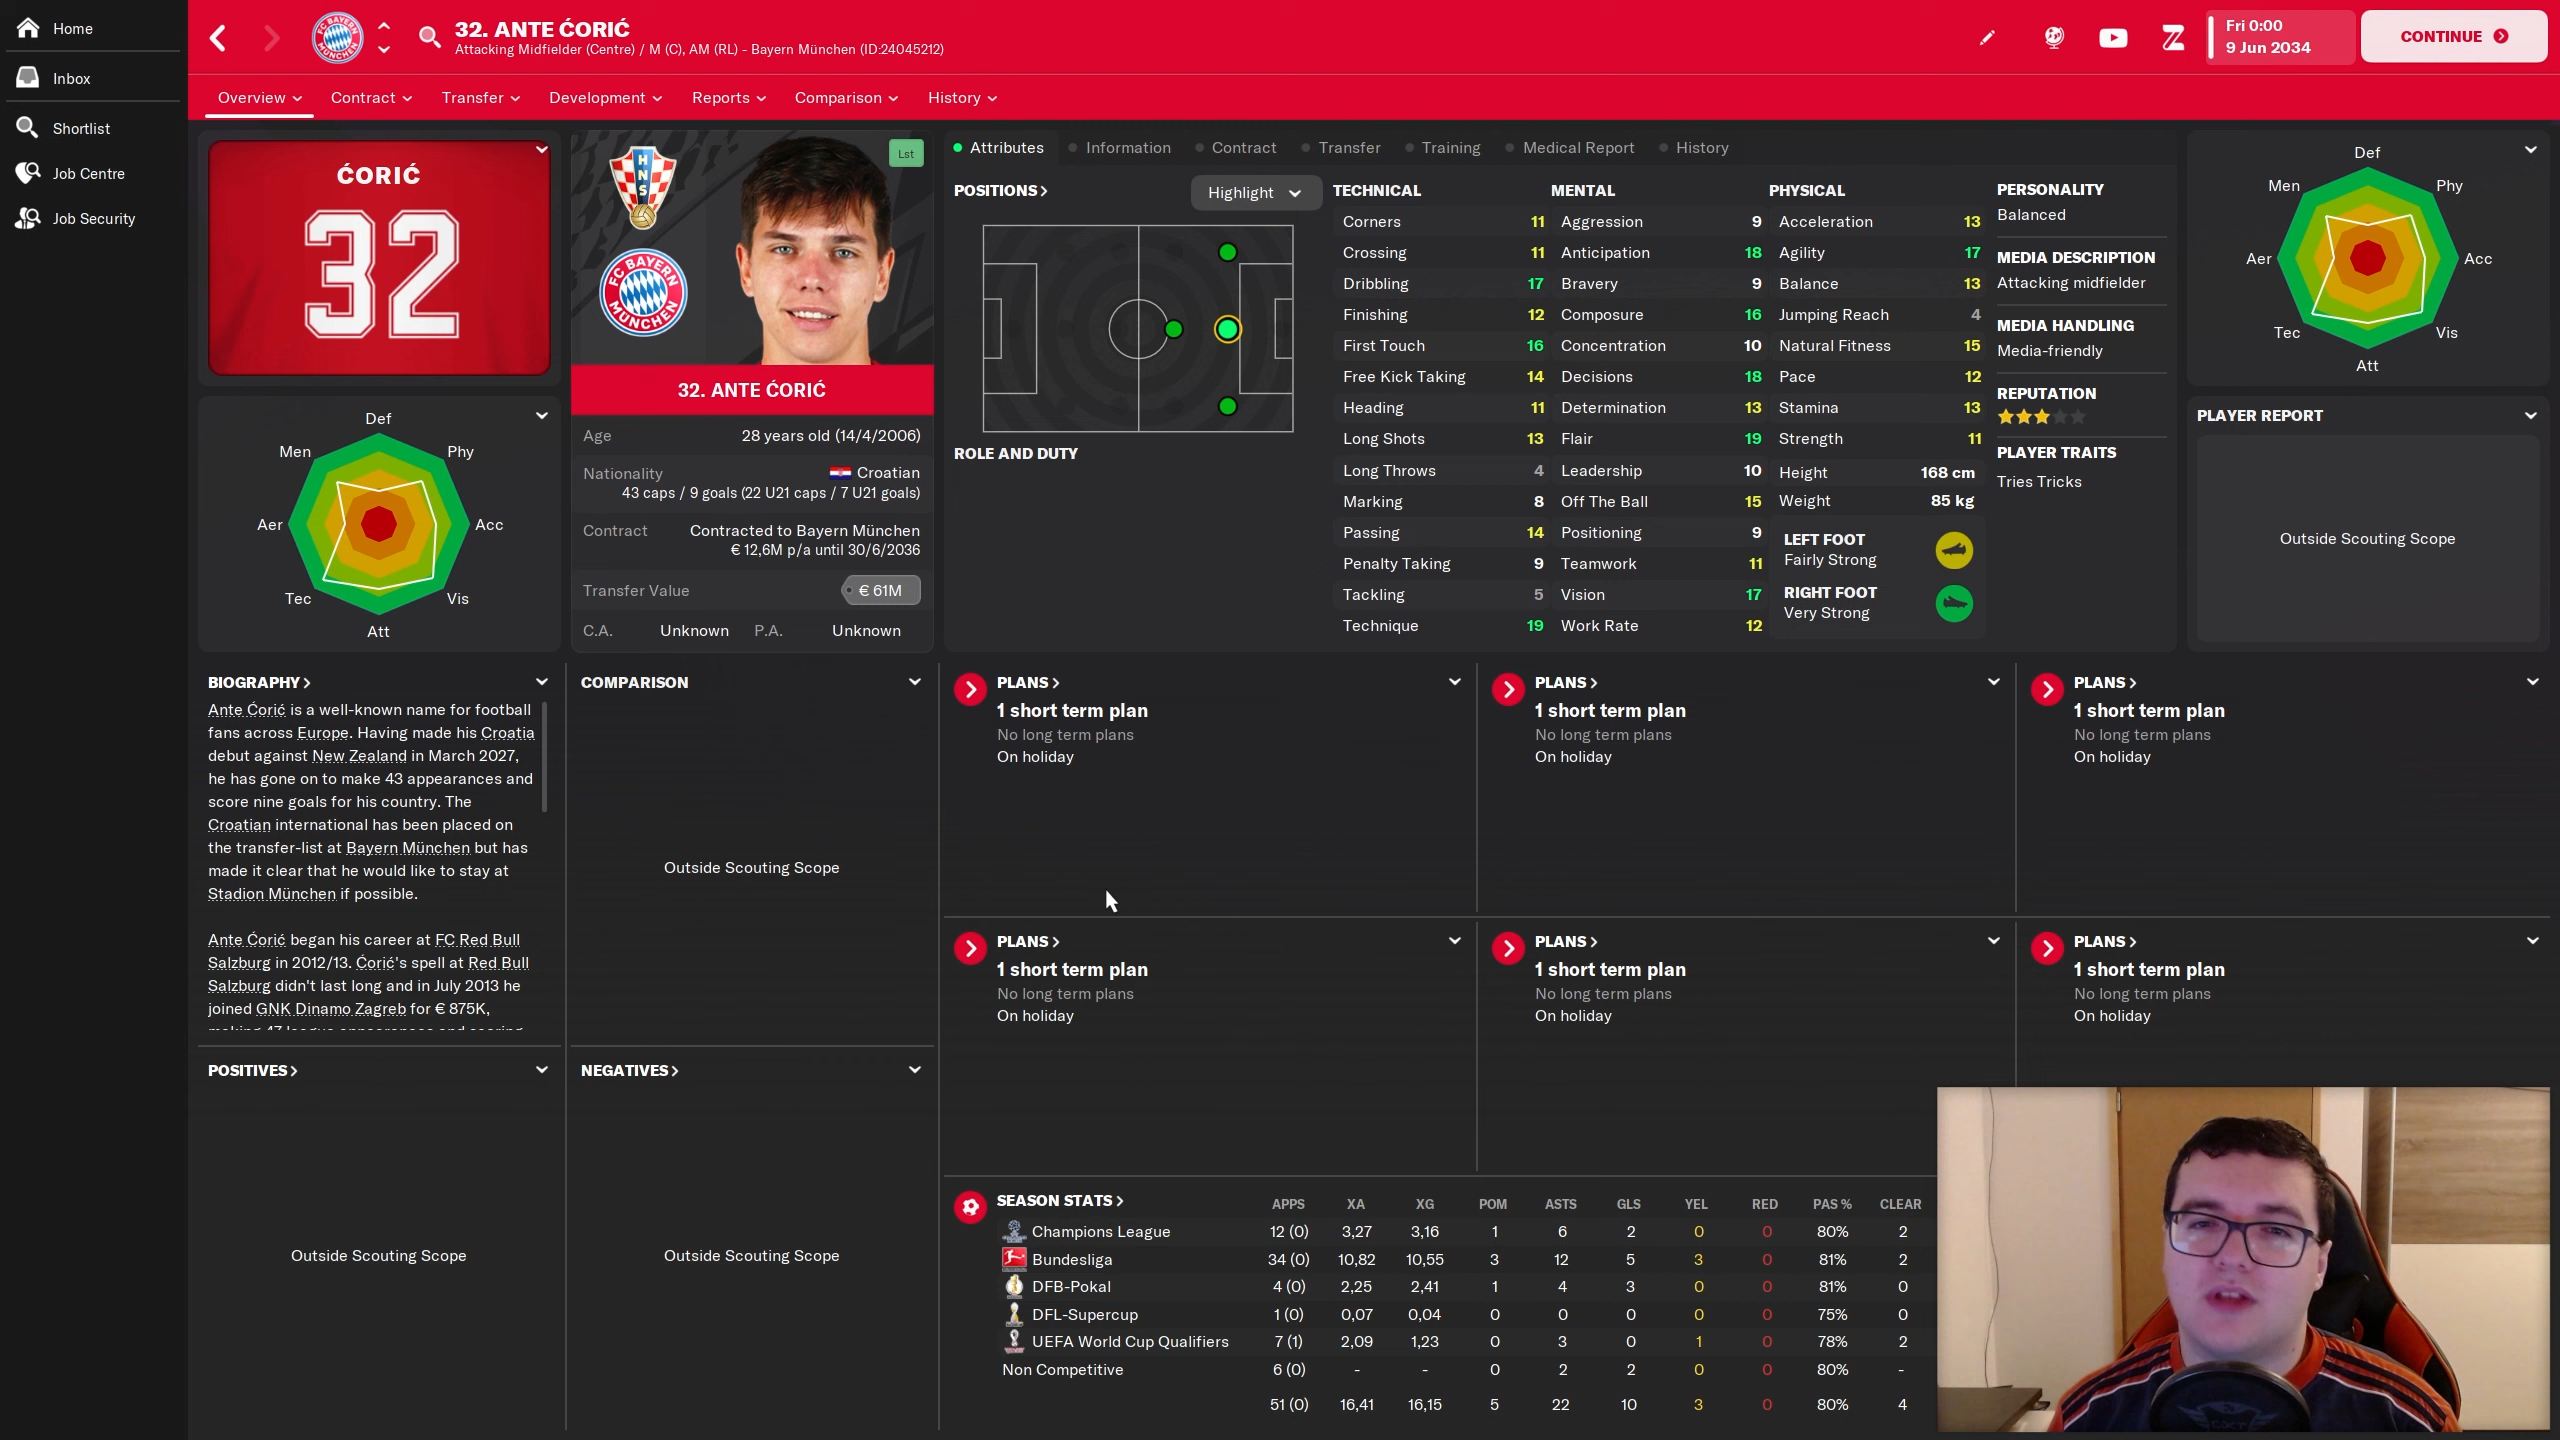 Home
Inbox
Shortlist
Job Centre
Job Security
32. ANTE ĆORIĆ
Attacking Midfielder (Centre) / M (C), AM (RL) - Bayern München (ID:24045212)
Fri 0:00
9 Jun 2034
CONTINUE
Overview
Contract
Transfer
Development
Reports
Comparison
History
ĆORIĆ
32
Def
Men
Phy
Aer
Acc
Tec
Vis
Att
HNS
FC BAYERN
MÜNCHEN
Lst
32. ANTE ĆORIĆ
Age 28 years old (14/4/2006)
Nationality Croatian
43 caps / 9 goals (22 U21 caps / 7 U21 goals)
Contract Contracted to Bayern München
€ 12,6M p/a until 30/6/2036
Transfer Value € 61M
C.A. Unknown P.A. Unknown
Attributes
Information
Contract
Transfer
Training
Medical Report
History
POSITIONS
Highlight
ROLE AND DUTY
TECHNICAL
Corners 11
Crossing 11
Dribbling 17
Finishing 12
First Touch 16
Free Kick Taking 14
Heading 11
Long Shots 13
Long Throws 4
Marking 8
Passing 14
Penalty Taking 9
Tackling 5
Technique 19
MENTAL
Aggression 9
Anticipation 18
Bravery 9
Composure 16
Concentration 10
Decisions 18
Determination 13
Flair 19
Leadership 10
Off The Ball 15
Positioning 9
Teamwork 11
Vision 17
Work Rate 12
PHYSICAL
Acceleration 13
Agility 17
Balance 13
Jumping Reach 4
Natural Fitness 15
Pace 12
Stamina 13
Strength 11
Height 168 cm
Weight 85 kg
LEFT FOOT
Fairly Strong
RIGHT FOOT
Very Strong
PERSONALITY
Balanced
MEDIA DESCRIPTION
Attacking midfielder
MEDIA HANDLING
Media-friendly
REPUTATION
PLAYER TRAITS
Tries Tricks
Def
Men
Phy
Aer
Acc
Tec
Vis
Att
PLAYER REPORT
Outside Scouting Scope
BIOGRAPHY
Ante Ćorić is a well-known name for football
fans across Europe. Having made his Croatia
debut against New Zealand in March 2027,
he has gone on to make 43 appearances and
score nine goals for his country. The
Croatian international has been placed on
the transfer-list at Bayern München but has
made it clear that he would like to stay at
Stadion München if possible.
Ante Ćorić began his career at FC Red Bull
Salzburg in 2012/13. Ćorić's spell at Red Bull
Salzburg didn't last long and in July 2013 he
joined GNK Dinamo Zagreb for € 875K,
making 47 league appearances and scoring
COMPARISON
Outside Scouting Scope
POSITIVES
Outside Scouting Scope
NEGATIVES
Outside Scouting Scope
PLANS
1 short term plan
No long term plans
On holiday
PLANS
1 short term plan
No long term plans
On holiday
PLANS
1 short term plan
No long term plans
On holiday
PLANS
1 short term plan
No long term plans
On holiday
PLANS
1 short term plan
No long term plans
On holiday
PLANS
1 short term plan
No long term plans
On holiday
SEASON STATS APPS XA XG POM ASTS GLS YEL RED PAS % CLEAR
Champions League 12 (0) 3,27 3,16 1 6 2 0 0 80% 2
Bundesliga 34 (0) 10,82 10,55 3 12 5 3 0 81% 2
DFB-Pokal 4 (0) 2,25 2,41 1 4 3 0 0 81% 0
DFL-Supercup 1 (0) 0,07 0,04 0 0 0 0 0 75% 0
UEFA World Cup Qualifiers 7 (1) 2,09 1,23 0 3 0 1 0 78% 2
Non Competitive 6 (0) - - 0 2 2 0 0 80% -
51 (0) 16,41 16,15 5 22 10 3 0 80% 4